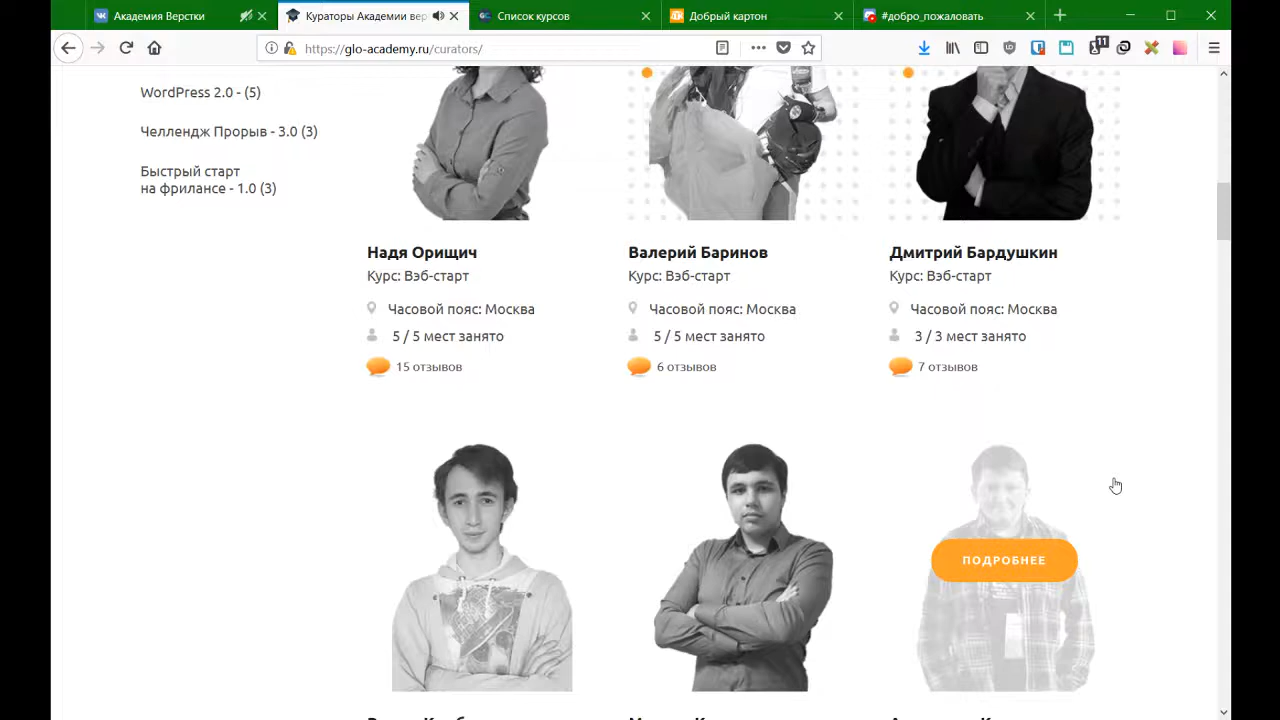 Академия Верстки
Кураторы Академии вер
Список курсов
Добрый картон
#добро_пожаловать
https://glo-academy.ru/curators/
11
WordPress 2.0 - (5)
Челлендж Прорыв - 3.0 (3)
Быстрый старт
на фрилансе - 1.0 (3)
Надя Орищич
Курс: Вэб-старт
Часовой пояс: Москва
5 / 5 мест занято
15 отзывов
Валерий Баринов
Курс: Вэб-старт
Часовой пояс: Москва
5 / 5 мест занято
6 отзывов
Дмитрий Бардушкин
Курс: Вэб-старт
Часовой пояс: Москва
3 / 3 мест занято
7 отзывов
ПОДРОБНЕЕ